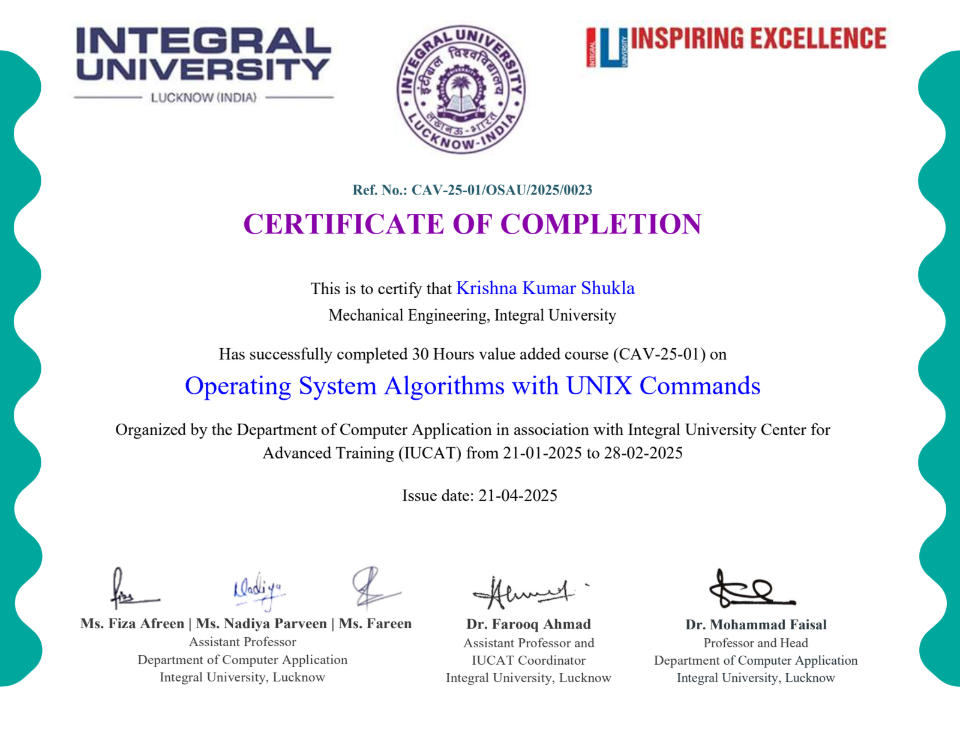 INTEGRAL
UNIVERSITY
LUCKNOW (INDIA)
INTEGRAL UNIVERSITY
इंटीग्रल विश्वविद्यालय
लखनऊ-भारत
LUCKNOW-INDIA
INTEGRAL
UNIVERSITY
INSPIRING EXCELLENCE
Ref. No.: CAV-25-01/OSAU/2025/0023
CERTIFICATE OF COMPLETION
This is to certify that Krishna Kumar Shukla
Mechanical Engineering, Integral University
Has successfully completed 30 Hours value added course (CAV-25-01) on
Operating System Algorithms with UNIX Commands
Organized by the Department of Computer Application in association with Integral University Center for
Advanced Training (IUCAT) from 21-01-2025 to 28-02-2025
Issue date: 21-04-2025
Nadiya
Ms. Fiza Afreen | Ms. Nadiya Parveen | Ms. Fareen
Assistant Professor
Department of Computer Application
Integral University, Lucknow
Dr. Farooq Ahmad
Assistant Professor and
IUCAT Coordinator
Integral University, Lucknow
Dr. Mohammad Faisal
Professor and Head
Department of Computer Application
Integral University, Lucknow